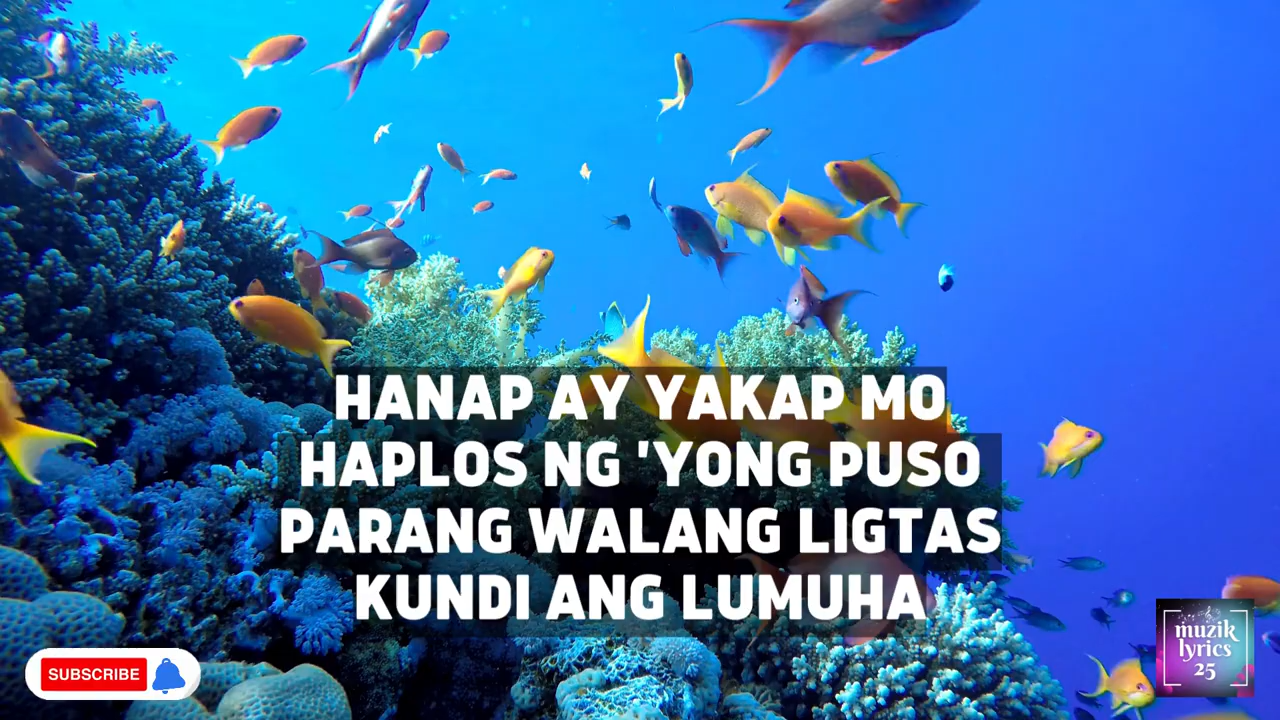 HANAP AY YAKAP MO
HAPLOS NG 'YONG PUSO
PARANG WALANG LIGTAS
KUNDI ANG LUMUHA
SUBSCRIBE
muzik
lyrics
25